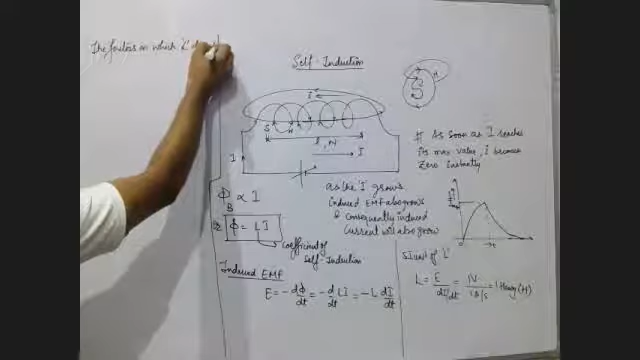 The factors on which 'L' d
Self-Induction
I
S
N
l, N
I
I
Φ_B ∝ I
Φ = LI
Coefficient of
Self-Induction
Induced EMF
E = -dΦ/dt = -d/dt LI = -L dI/dt
as the 'I' grows
induced EMF also grows
& consequently induced
current will also grow
# As soon as I reaches
its max value, I becomes
Zero instantly
→t
SI unit of 'L'
L = E/dI/dt = 1V/1A/s = 1 Henry (H)